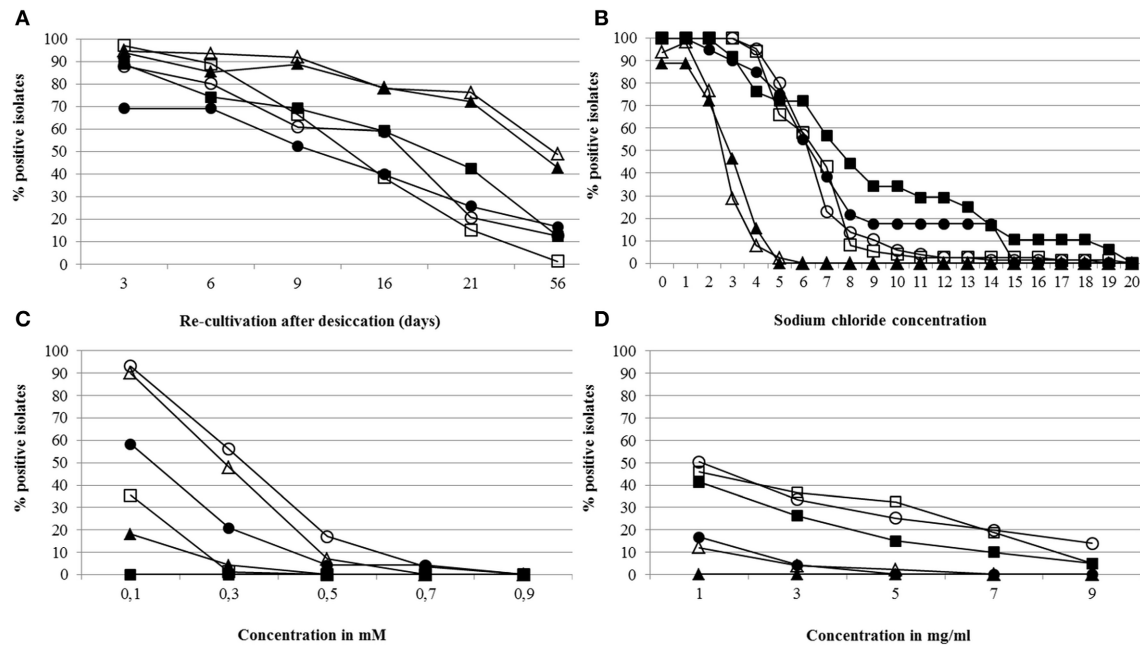 A
100
90
80
70
60
50
40
30
20
10
0
% positive isolates
3 6 9 16 21 56
Re-cultivation after desiccation (days)
B
100
90
80
70
60
50
40
30
20
10
0
% positive isolates
0 1 2 3 4 5 6 7 8 9 10 11 12 13 14 15 16 17 18 19 20
Sodium chloride concentration
C
100
90
80
70
60
50
40
30
20
10
0
% positive isolates
0,1 0,3 0,5 0,7 0,9
Concentration in mM
D
100
90
80
70
60
50
40
30
20
10
0
% positive isolates
1 3 5 7 9
Concentration in mg/ml